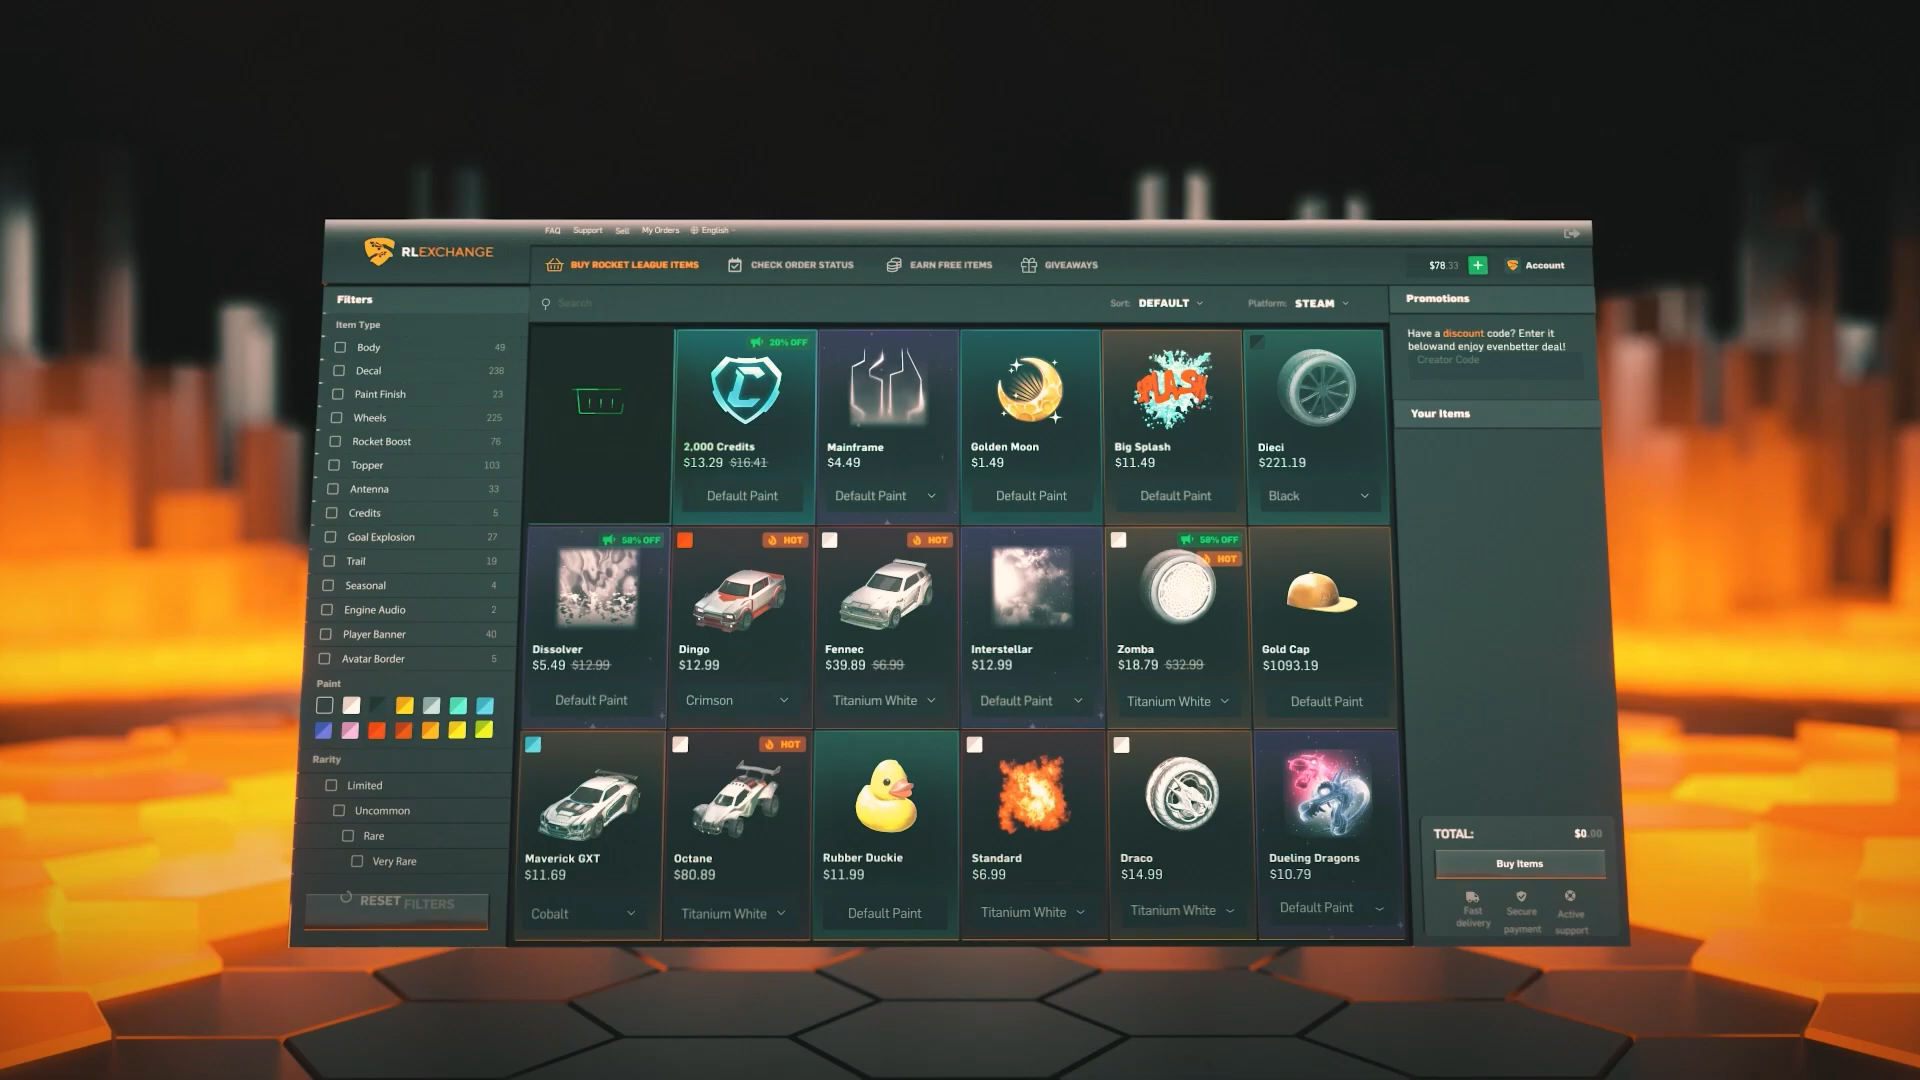 FAQ Support Sell My Orders English
RLEXCHANGE
BUY ROCKET LEAGUE ITEMS CHECK ORDER STATUS EARN FREE ITEMS GIVEAWAYS
$78.33 + Account
Filters
Search
Sort: DEFAULT
Platform: STEAM
Item Type
Body 49
Decal 238
Paint Finish 23
Wheels 225
Rocket Boost 76
Topper 103
Antenna 33
Credits 5
Goal Explosion 27
Trail 19
Seasonal 4
Engine Audio 2
Player Banner 40
Avatar Border 5
Paint
Rarity
Limited
Uncommon
Rare
Very Rare
RESET FILTERS
20% OFF
2,000 Credits
$13.29 $16.41
Default Paint
Mainframe
$4.49
Default Paint
Golden Moon
$1.49
Default Paint
SPLASH
Big Splash
$11.49
Default Paint
Dieci
$221.19
Black
58% OFF
Dissolver
$5.49 $12.99
Default Paint
HOT
Dingo
$12.99
Crimson
HOT
Fennec
$39.89 $6.99
Titanium White
Interstellar
$12.99
Default Paint
58% OFF
HOT
Zomba
$18.79 $32.99
Titanium White
Gold Cap
$1093.19
Default Paint
Maverick GXT
$11.69
Cobalt
HOT
Octane
$80.89
Titanium White
Rubber Duckie
$11.99
Default Paint
Standard
$6.99
Titanium White
Draco
$14.99
Titanium White
Dueling Dragons
$10.79
Default Paint
Promotions
Have a discount code? Enter it
belowand enjoy evenbetter deal!
Creator Code
Your Items
TOTAL: $0.00
Buy Items
Fast
delivery
Secure
payment
Active
support